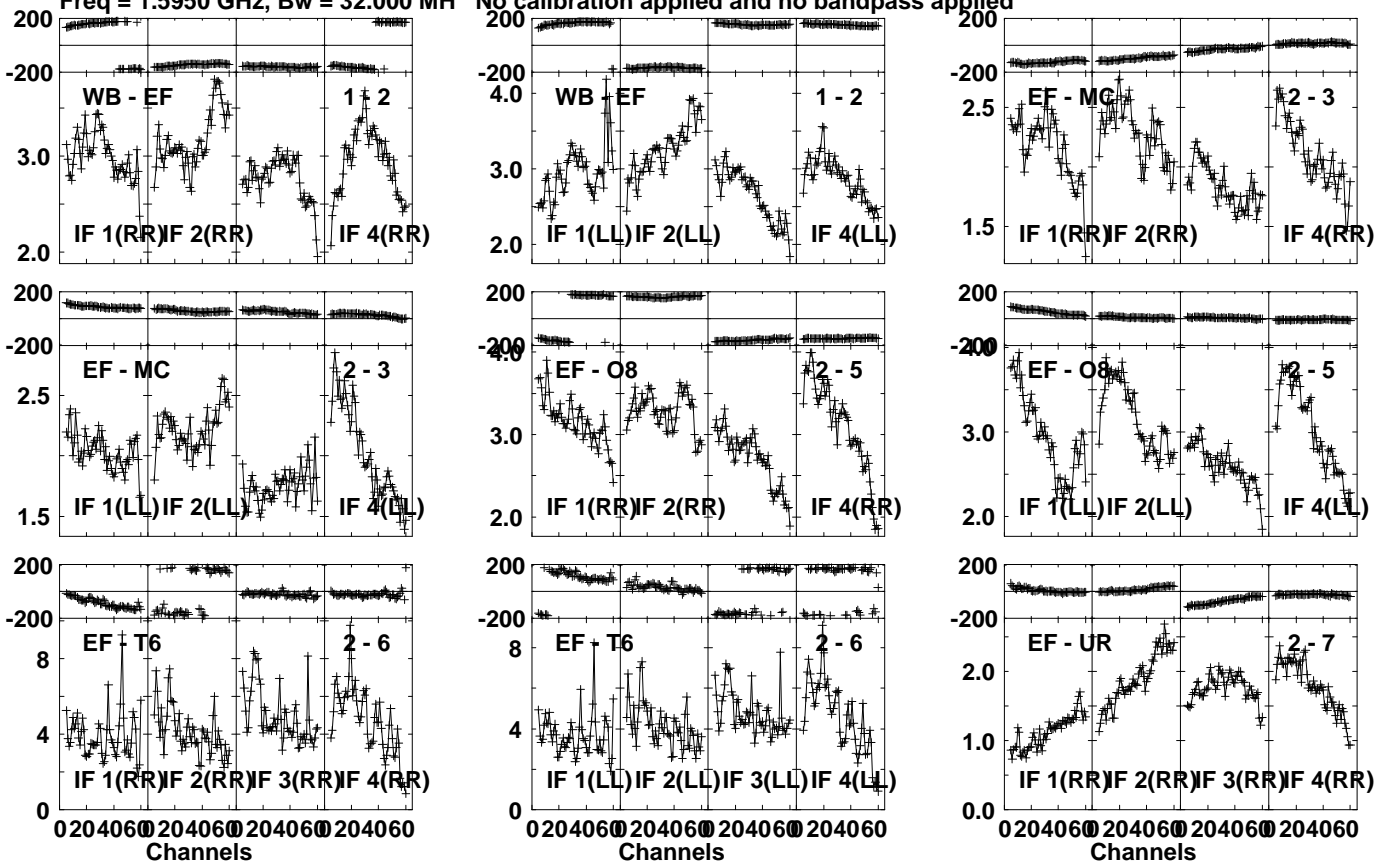 Freq = 1.5950 GHz, Bw = 32.000 MH No calibration applied and no bandpass applied
200
-200
WB - EF 1 - 2
3.0
2.0
IF 1(RR) IF 2(RR) IF 4(RR)
200
-200
WB - EF 1 - 2
4.0
3.0
2.0
IF 1(LL) IF 2(LL) IF 4(LL)
200
-200
EF - MC 2 - 3
2.5
1.5
IF 1(RR) IF 2(RR) IF 4(RR)
200
-200
EF - MC 2 - 3
2.5
1.5
IF 1(LL) IF 2(LL) IF 4(LL)
200
-200
4.0
EF - O8 2 - 5
3.0
2.0
IF 1(RR) IF 2(RR) IF 4(RR)
200
-200
4.0
EF - O8 2 - 5
3.0
2.0
IF 1(LL) IF 2(LL) IF 4(LL)
200
-200
EF - T6 2 - 6
8
4
0
IF 1(RR) IF 2(RR) IF 3(RR) IF 4(RR)
0 20 40 60 0 20 40 60 0 20 40 60 0 20 40 60
Channels
200
-200
EF - T6 2 - 6
8
4
0
IF 1(LL) IF 2(LL) IF 3(LL) IF 4(LL)
0 20 40 60 0 20 40 60 0 20 40 60 0 20 40 60
Channels
200
-200
EF - UR 2 - 7
2.0
1.0
0.0
IF 1(RR) IF 2(RR) IF 3(RR) IF 4(RR)
0 20 40 60 0 20 40 60 0 20 40 60 0 20 40 60
Channels